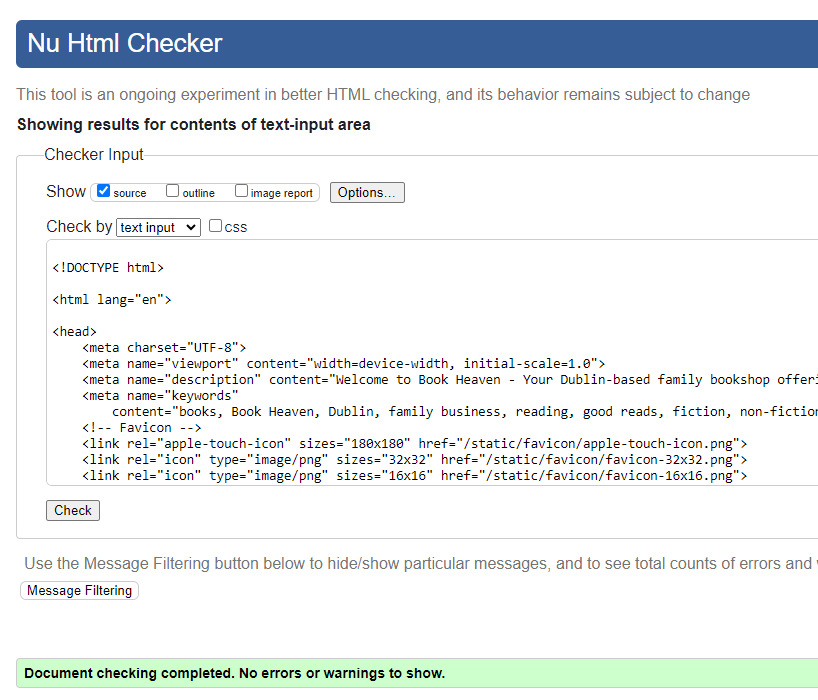 Nu Html Checker
This tool is an ongoing experiment in better HTML checking, and its behavior remains subject to change
Showing results for contents of text-input area
Checker Input
Show source outline image report Options...
Check by text input css
<!DOCTYPE html>
<html lang="en">
<head>
    <meta charset="UTF-8">
    <meta name="viewport" content="width=device-width, initial-scale=1.0">
    <meta name="description" content="Welcome to Book Heaven - Your Dublin-based family bookshop offeri
    <meta name="keywords"
        content="books, Book Heaven, Dublin, family business, reading, good reads, fiction, non-fiction
    <!-- Favicon -->
    <link rel="apple-touch-icon" sizes="180x180" href="/static/favicon/apple-touch-icon.png">
    <link rel="icon" type="image/png" sizes="32x32" href="/static/favicon/favicon-32x32.png">
    <link rel="icon" type="image/png" sizes="16x16" href="/static/favicon/favicon-16x16.png">
Check
Use the Message Filtering button below to hide/show particular messages, and to see total counts of errors and
Message Filtering
Document checking completed. No errors or warnings to show.